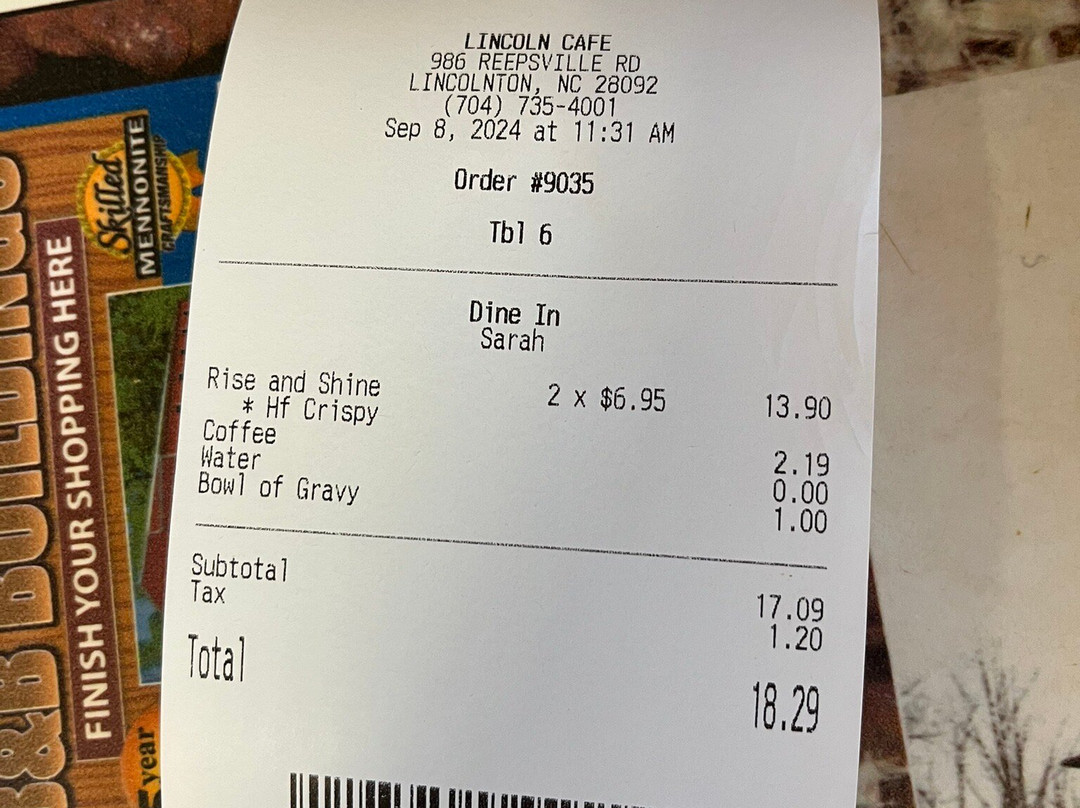 LINCOLN CAFE
986 REEPSVILLE RD
LINCOLNTON, NC 28092
(704) 735-4001
Sep 8, 2024 at 11:31 AM
Order #9035
Tbl 6
Dine In
Sarah
Rise and Shine 2 x $6.95 13.90
* Hf Crispy
Coffee 2.19
Water 0.00
Bowl of Gravy 1.00
Subtotal 17.09
Tax 1.20
Total 18.29
Skilled
MENNONITE
CRAFTSMANSHIP
FINISH YOUR SHOPPING HERE
year